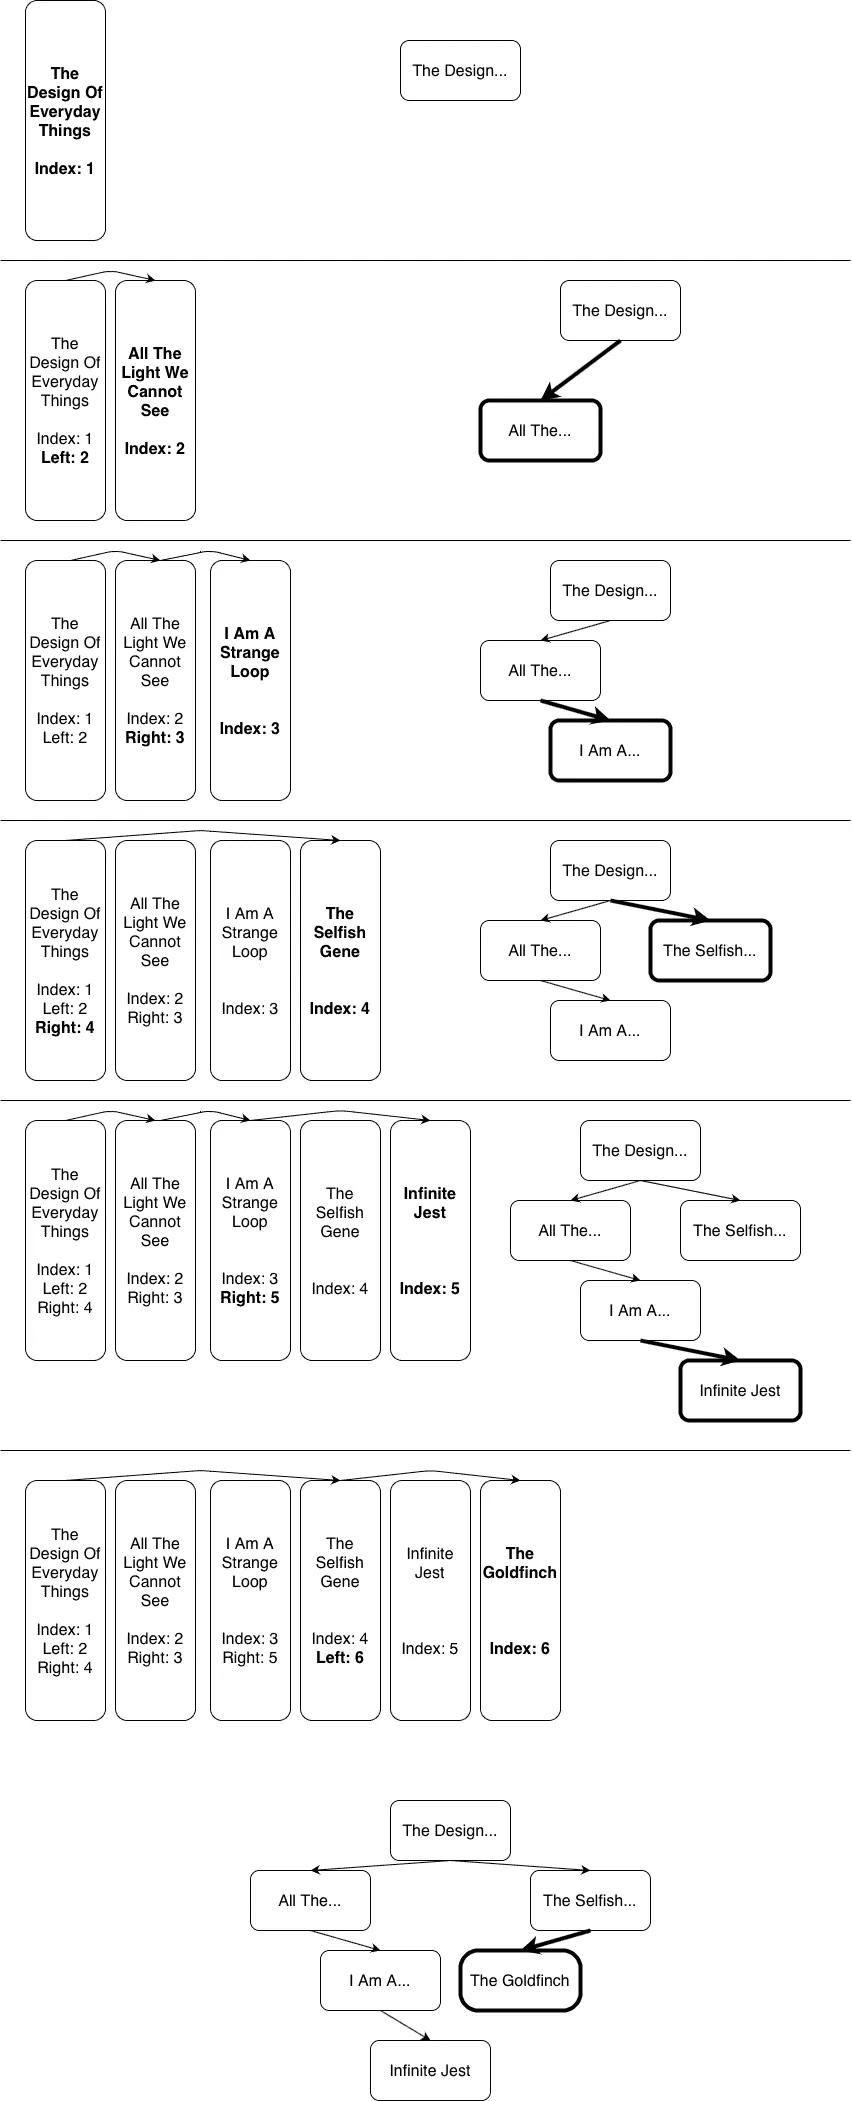 The
Design Of
Everyday
Things
Index: 1
The Design...
The
Design Of
Everyday
Things
Index: 1
Left: 2
All The
Light We
Cannot
See
Index: 2
The Design...
All The...
The
Design Of
Everyday
Things
Index: 1
Left: 2
All The
Light We
Cannot
See
Index: 2
Right: 3
I Am A
Strange
Loop
Index: 3
The Design...
All The...
I Am A...
The
Design Of
Everyday
Things
Index: 1
Left: 2
Right: 4
All The
Light We
Cannot
See
Index: 2
Right: 3
I Am A
Strange
Loop
Index: 3
The
Selfish
Gene
Index: 4
The Design...
All The...
The Selfish...
I Am A...
The
Design Of
Everyday
Things
Index: 1
Left: 2
Right: 4
All The
Light We
Cannot
See
Index: 2
Right: 3
I Am A
Strange
Loop
Index: 3
Right: 5
The
Selfish
Gene
Index: 4
Infinite
Jest
Index: 5
The Design...
All The...
The Selfish...
I Am A...
Infinite Jest
The
Design Of
Everyday
Things
Index: 1
Left: 2
Right: 4
All The
Light We
Cannot
See
Index: 2
Right: 3
I Am A
Strange
Loop
Index: 3
Right: 5
The
Selfish
Gene
Index: 4
Left: 6
Infinite
Jest
Index: 5
The
Goldfinch
Index: 6
The Design...
All The...
The Selfish...
I Am A...
The Goldfinch
Infinite Jest